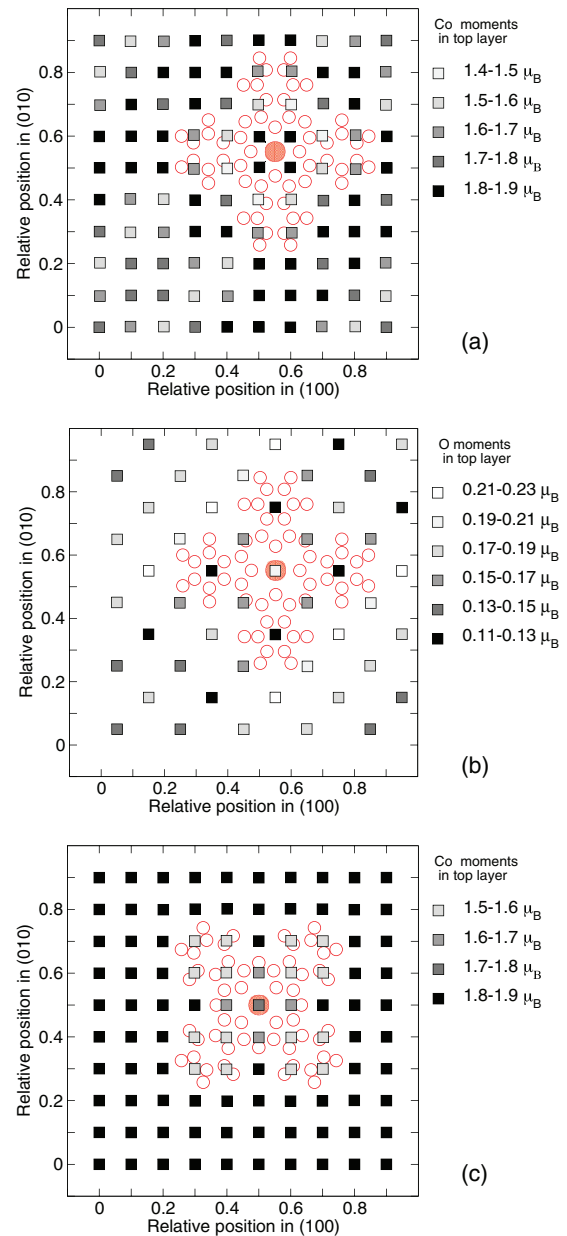 Co moments
in top layer
1.4-1.5 μB
1.5-1.6 μB
1.6-1.7 μB
1.7-1.8 μB
1.8-1.9 μB
Relative position in (010)
0.8
0.6
0.4
0.2
0
0 0.2 0.4 0.6 0.8
Relative position in (100)
(a)
O moments
in top layer
0.21-0.23 μB
0.19-0.21 μB
0.17-0.19 μB
0.15-0.17 μB
0.13-0.15 μB
0.11-0.13 μB
Relative position in (010)
0.8
0.6
0.4
0.2
0
0 0.2 0.4 0.6 0.8
Relative position in (100)
(b)
Co moments
in top layer
1.5-1.6 μB
1.6-1.7 μB
1.7-1.8 μB
1.8-1.9 μB
Relative position in (010)
0.8
0.6
0.4
0.2
0
0 0.2 0.4 0.6 0.8
Relative position in (100)
(c)